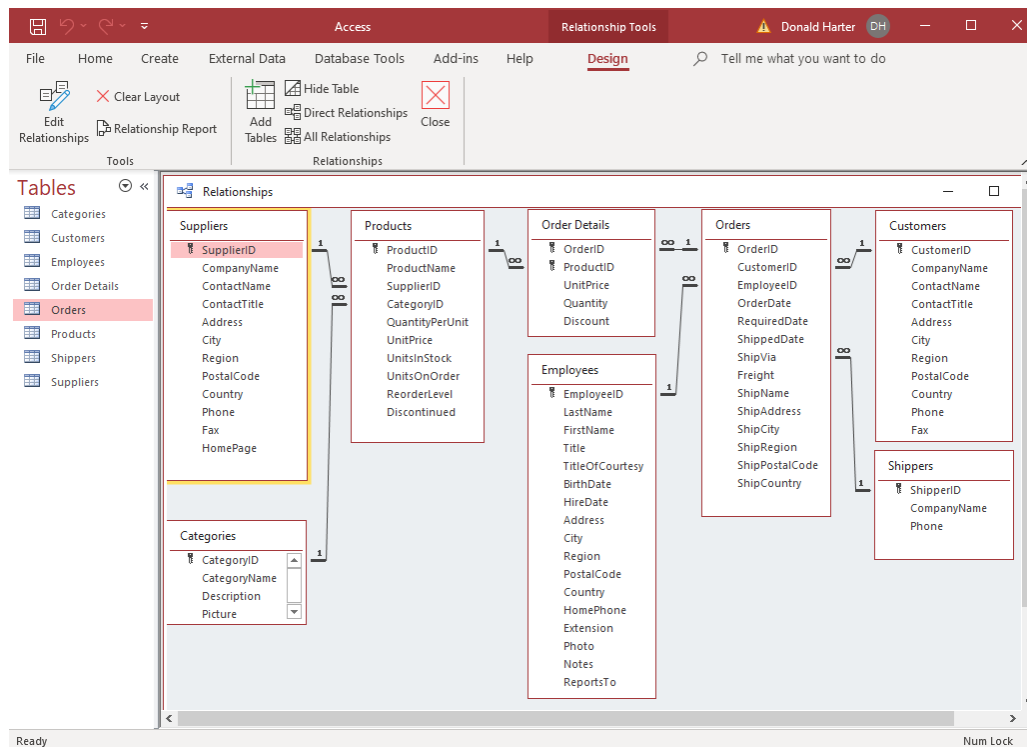 Access
Relationship Tools
Donald Harter
DH
File Home Create External Data Database Tools Add-ins Help Design Tell me what you want to do
Edit
Relationships
Clear Layout
Relationship Report
Tools
Add
Tables
Hide Table
Direct Relationships
All Relationships
Close
Relationships
Tables
Categories
Customers
Employees
Order Details
Orders
Products
Shippers
Suppliers
Relationships
Suppliers
SupplierID
CompanyName
ContactName
ContactTitle
Address
City
Region
PostalCode
Country
Phone
Fax
HomePage
1
∞
Categories
CategoryID
CategoryName
Description
Picture
1
∞
Products
ProductID
ProductName
SupplierID
CategoryID
QuantityPerUnit
UnitPrice
UnitsInStock
UnitsOnOrder
ReorderLevel
Discontinued
1
∞
Order Details
OrderID
ProductID
UnitPrice
Quantity
Discount
∞ 1
Employees
EmployeeID
LastName
FirstName
Title
TitleOfCourtesy
BirthDate
HireDate
Address
City
Region
PostalCode
Country
HomePhone
Extension
Photo
Notes
ReportsTo
1
∞
Orders
OrderID
CustomerID
EmployeeID
OrderDate
RequiredDate
ShippedDate
ShipVia
Freight
ShipName
ShipAddress
ShipCity
ShipRegion
ShipPostalCode
ShipCountry
∞
1
∞
1
Customers
CustomerID
CompanyName
ContactName
ContactTitle
Address
City
Region
PostalCode
Country
Phone
Fax
Shippers
ShipperID
CompanyName
Phone
Ready
Num Lock